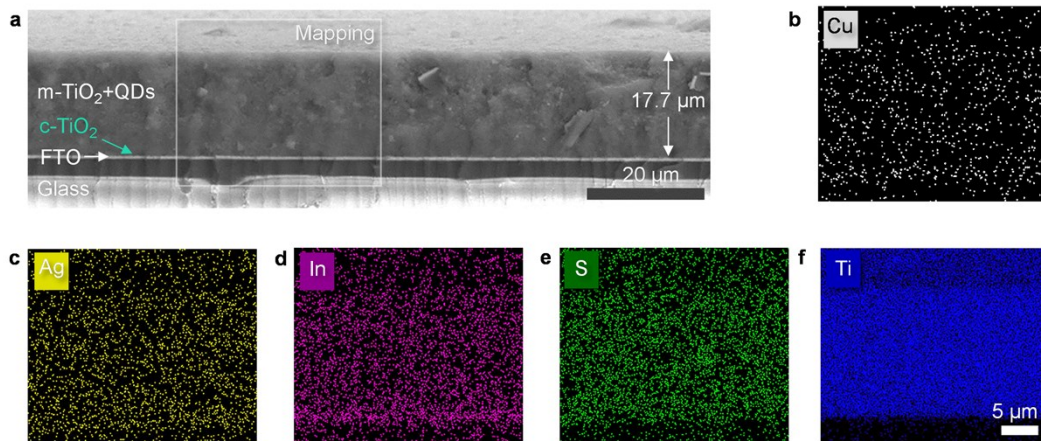 a
Mapping
m-TiO₂+QDs
17.7 µm
c-TiO₂
FTO
Glass
20 µm
b
Cu
c
Ag
d
In
e
S
f
Ti
5 µm